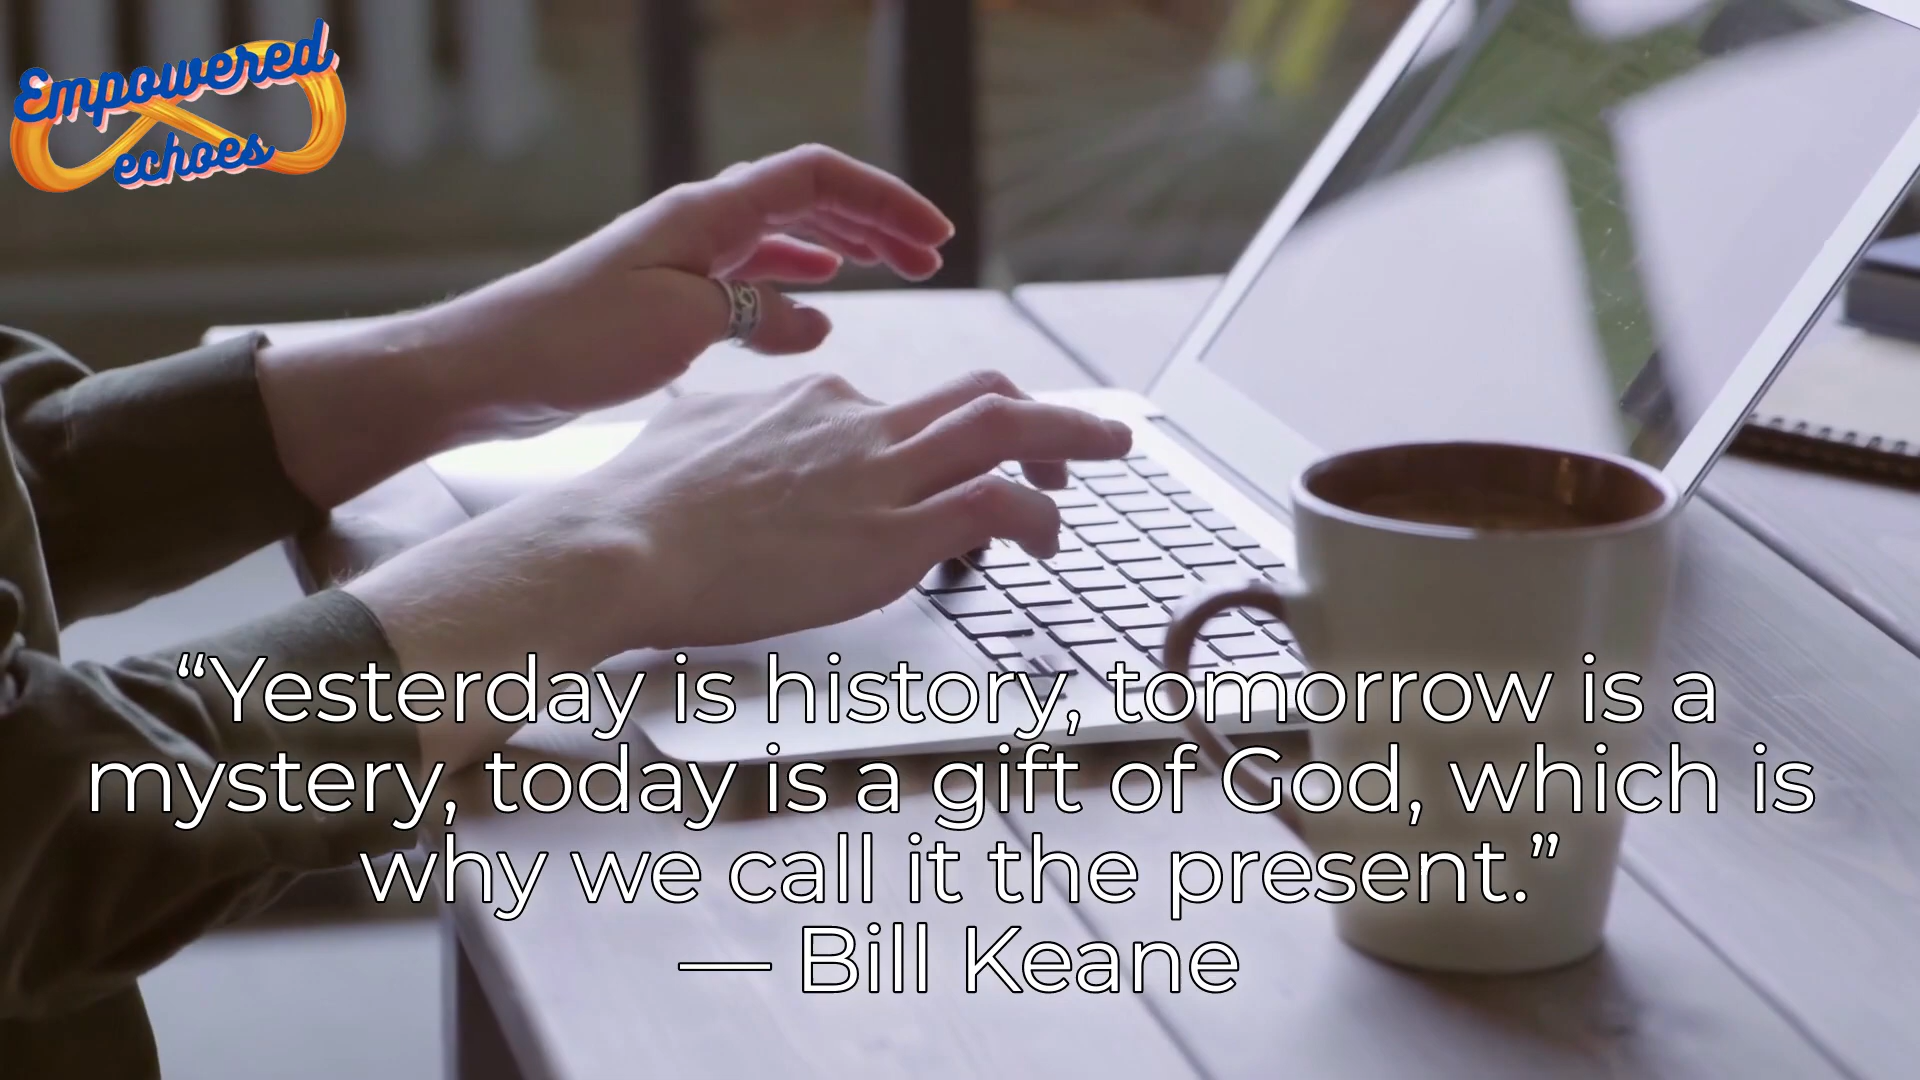 Empowered
echoes
“Yesterday is history, tomorrow is a
mystery, today is a gift of God, which is
why we call it the present.”
— Bill Keane